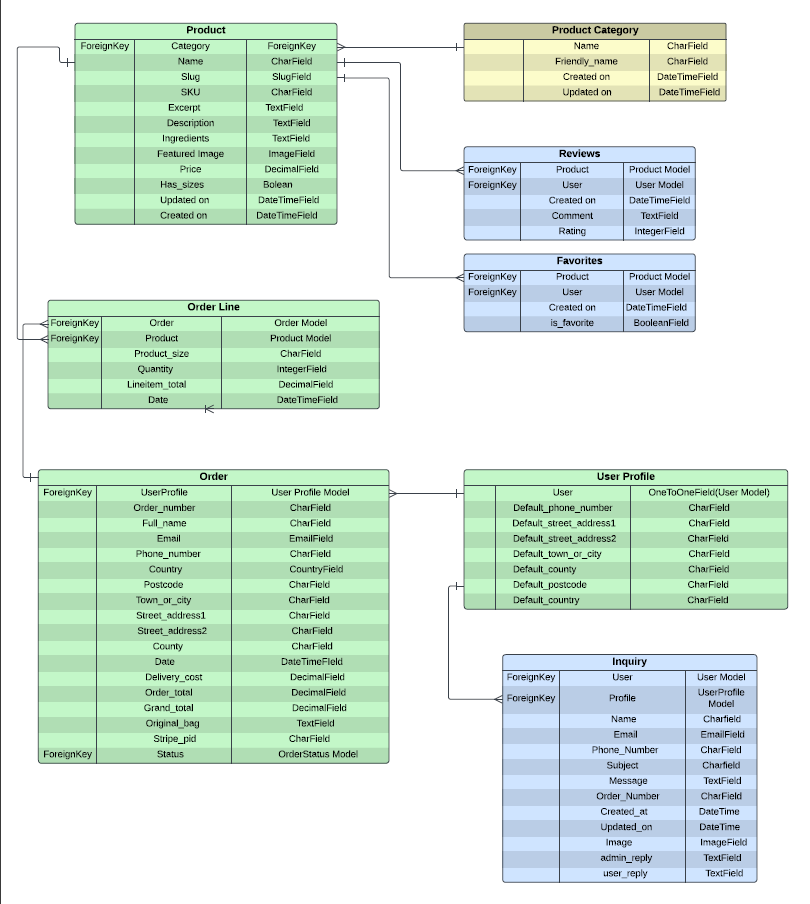 Product
ForeignKey Category ForeignKey
Name CharField
Slug SlugField
SKU CharField
Excerpt TextField
Description TextField
Ingredients TextField
Featured Image ImageField
Price DecimalField
Has_sizes Bolean
Updated on DateTimeField
Created on DateTimeField
Product Category
Name CharField
Friendly_name CharField
Created on DateTimeField
Updated on DateTimeField
Reviews
ForeignKey Product Product Model
ForeignKey User User Model
Created on DateTimeField
Comment TextField
Rating IntegerField
Favorites
ForeignKey Product Product Model
ForeignKey User User Model
Created on DateTimeField
is_favorite BooleanField
Order Line
ForeignKey Order Order Model
ForeignKey Product Product Model
Product_size CharField
Quantity IntegerField
Lineitem_total DecimalField
Date DateTimeField
Order
ForeignKey UserProfile User Profile Model
Order_number CharField
Full_name CharField
Email EmailField
Phone_number CharField
Country CountryField
Postcode CharField
Town_or_city CharField
Street_address1 CharField
Street_address2 CharField
County CharField
Date DateTimeFIeld
Delivery_cost DecimalField
Order_total DecimalField
Grand_total DecimalField
Original_bag TextField
Stripe_pid CharField
ForeignKey Status OrderStatus Model
User Profile
User OneToOneField(User Model)
Default_phone_number CharField
Default_street_address1 CharField
Default_street_address2 CharField
Default_town_or_city CharField
Default_county CharField
Default_postcode CharField
Default_country CharField
Inquiry
ForeignKey User User Model
ForeignKey Profile UserProfile
Model
Name Charfield
Email EmailField
Phone_Number CharField
Subject Charfield
Message TextField
Order_Number CharField
Created_at DateTime
Updated_on DateTime
Image ImageField
admin_reply TextField
user_reply TextField